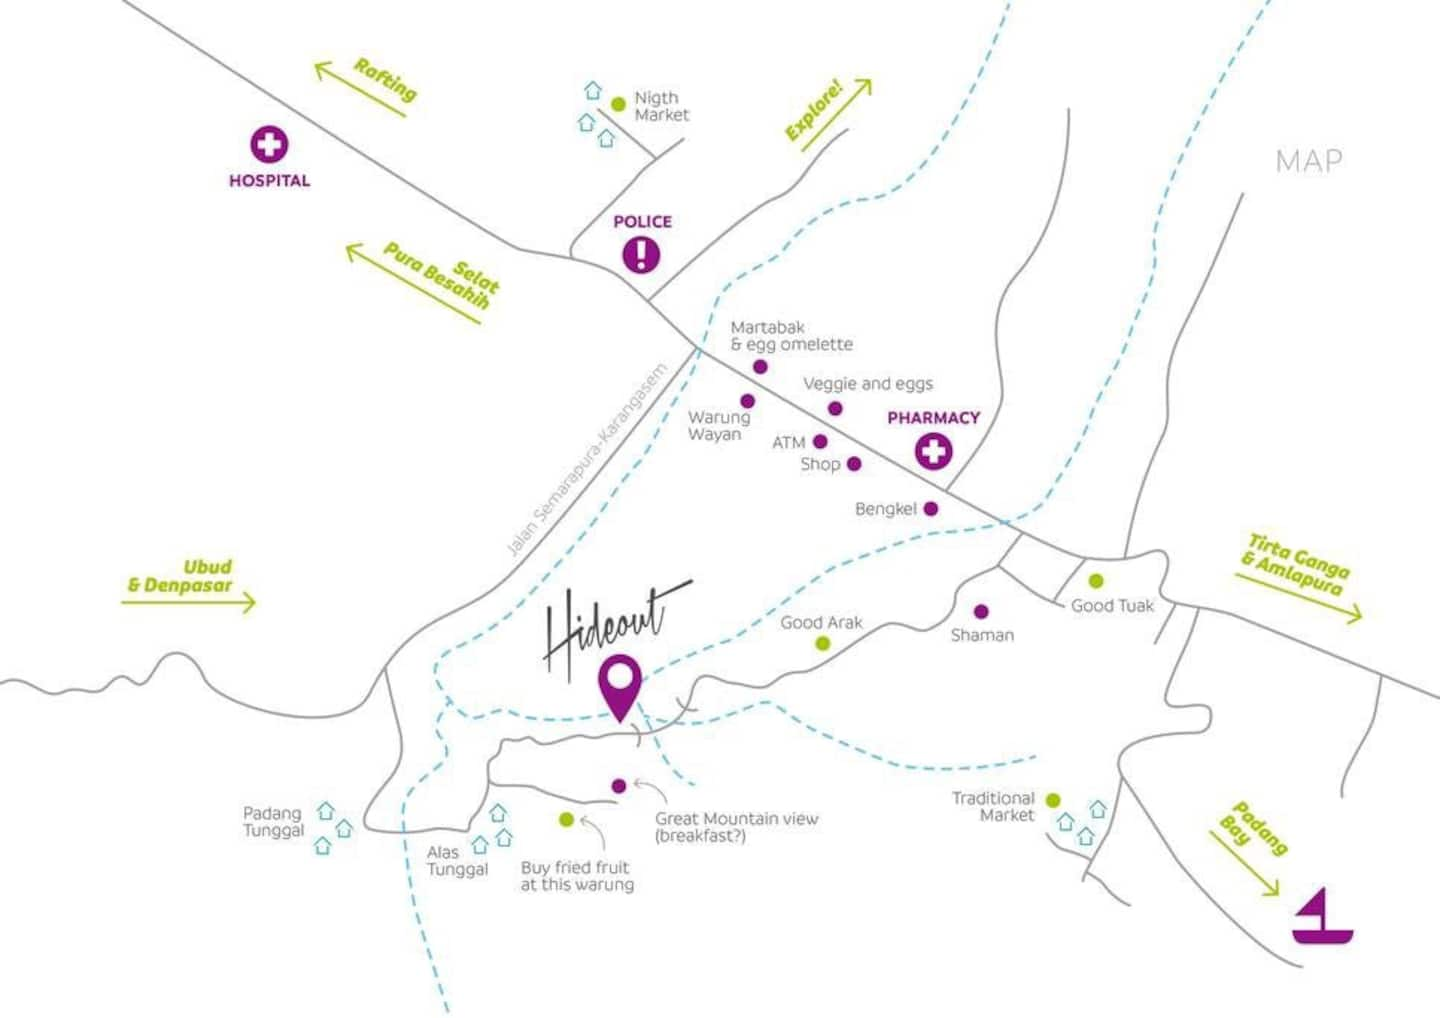 Rafting
Nigth
Market
Explore!
MAP
HOSPITAL
POLICE
Selat
Pura Besakih
Martabak
& egg omelette
Veggie and eggs
Warung
Wayan
PHARMACY
ATM
Shop
Jalan Semarapura-Karangasem
Bengkel
Ubud
& Denpasar
Tirta Ganga
& Amlapura
Hideout
Good Tuak
Good Arak
Shaman
Padang
Tunggal
Traditional
Market
Great Mountain view
(breakfast?)
Padang
Bay
Alas
Tunggal
Buy fried fruit
at this warung